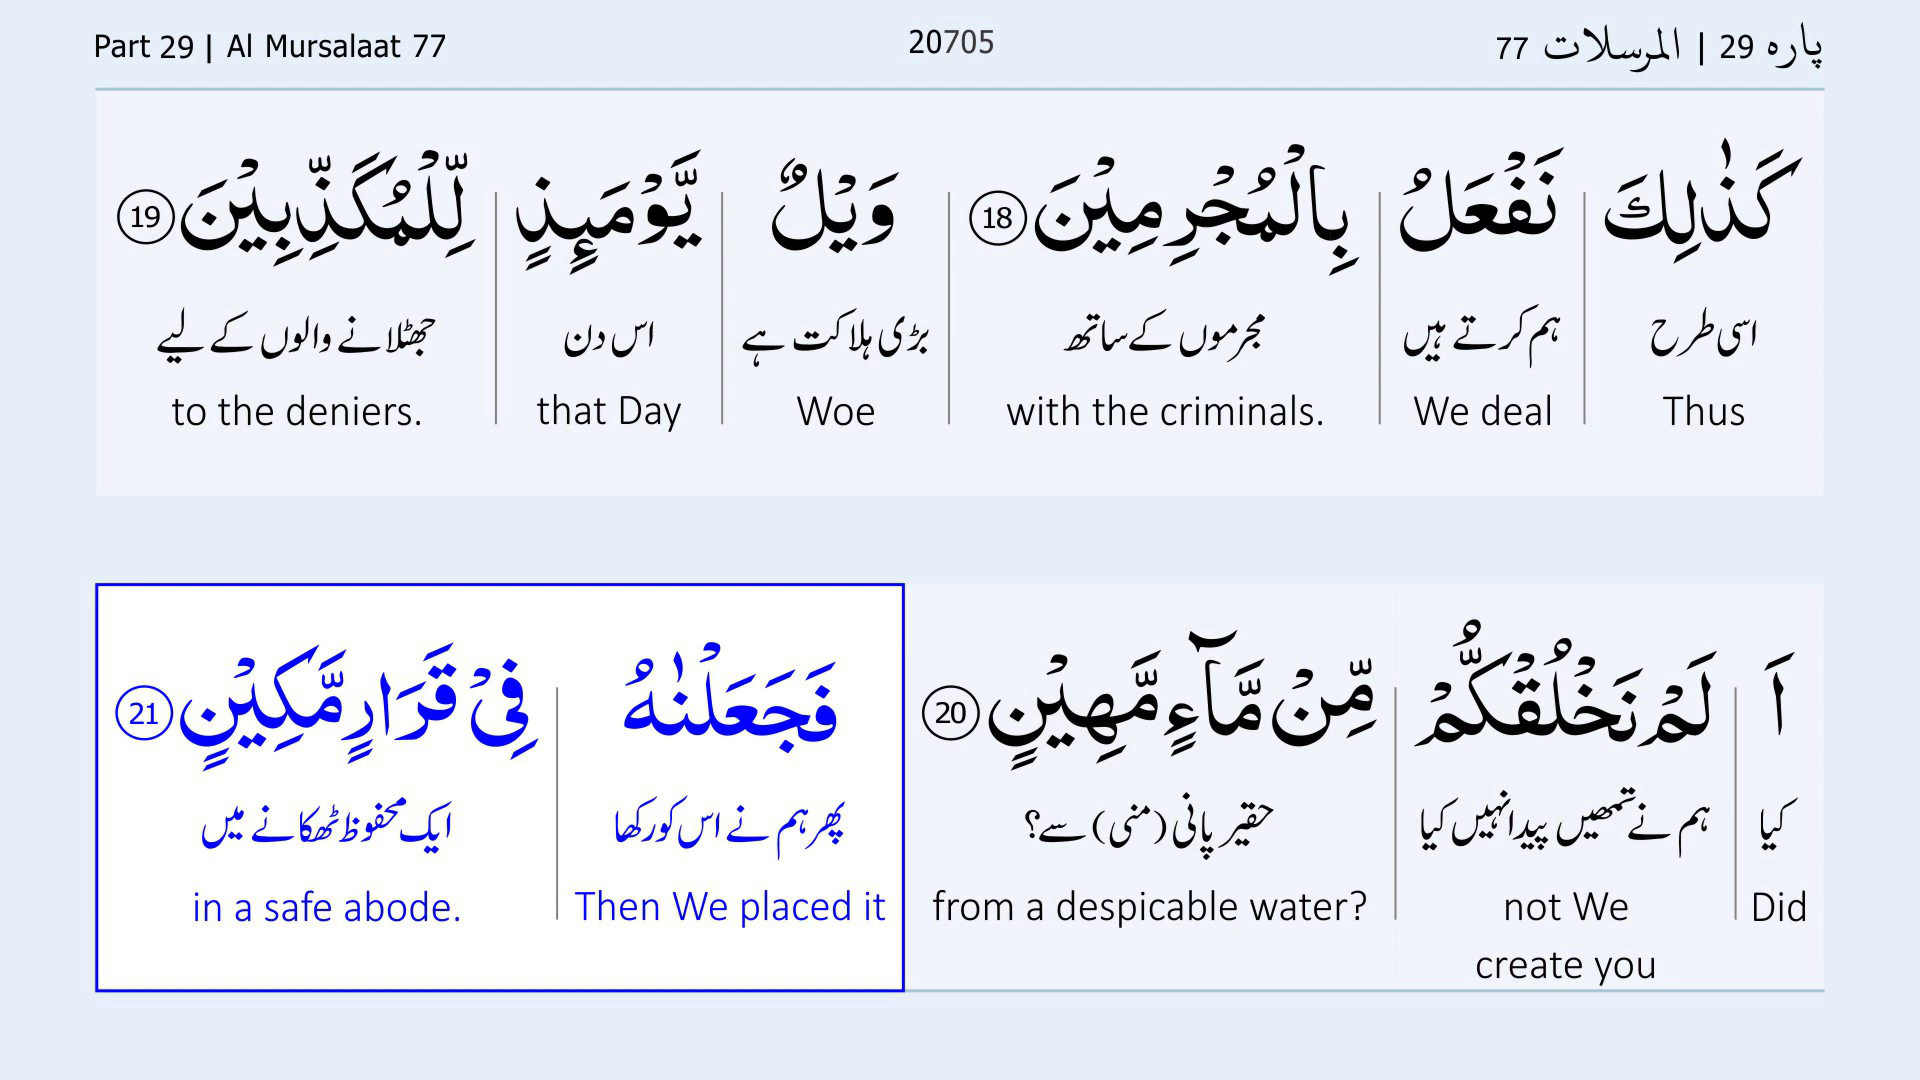 Part 29 | Al Mursalaat 77
20705
پارہ 29 | المرسلات 77
كَذٰلِكَ نَفْعَلُ بِالْمُجْرِمِيْنَ 18 وَيْلٌ يَّوْمَىِٕذٍ لِّلْمُكَذِّبِيْنَ 19
اسی طرح ہم کرتے ہیں مجرموں کے ساتھ بڑی ہلاکت ہے اس دن جھٹلانے والوں کے لیے
Thus We deal with the criminals. Woe that Day to the deniers.
اَ لَمْ نَخْلُقْكُّمْ مِّنْ مَّآءٍ مَّهِيْنٍ 20 فَجَعَلْنٰهُ فِيْ قَرَارٍ مَّكِيْنٍ 21
کیا ہم نے تمھیں پیدا نہیں کیا حقیر پانی (منی) سے؟ پھر ہم نے اس کو رکھا ایک محفوظ ٹھکانے میں
Did not We from a despicable water? Then We placed it in a safe abode.
create you